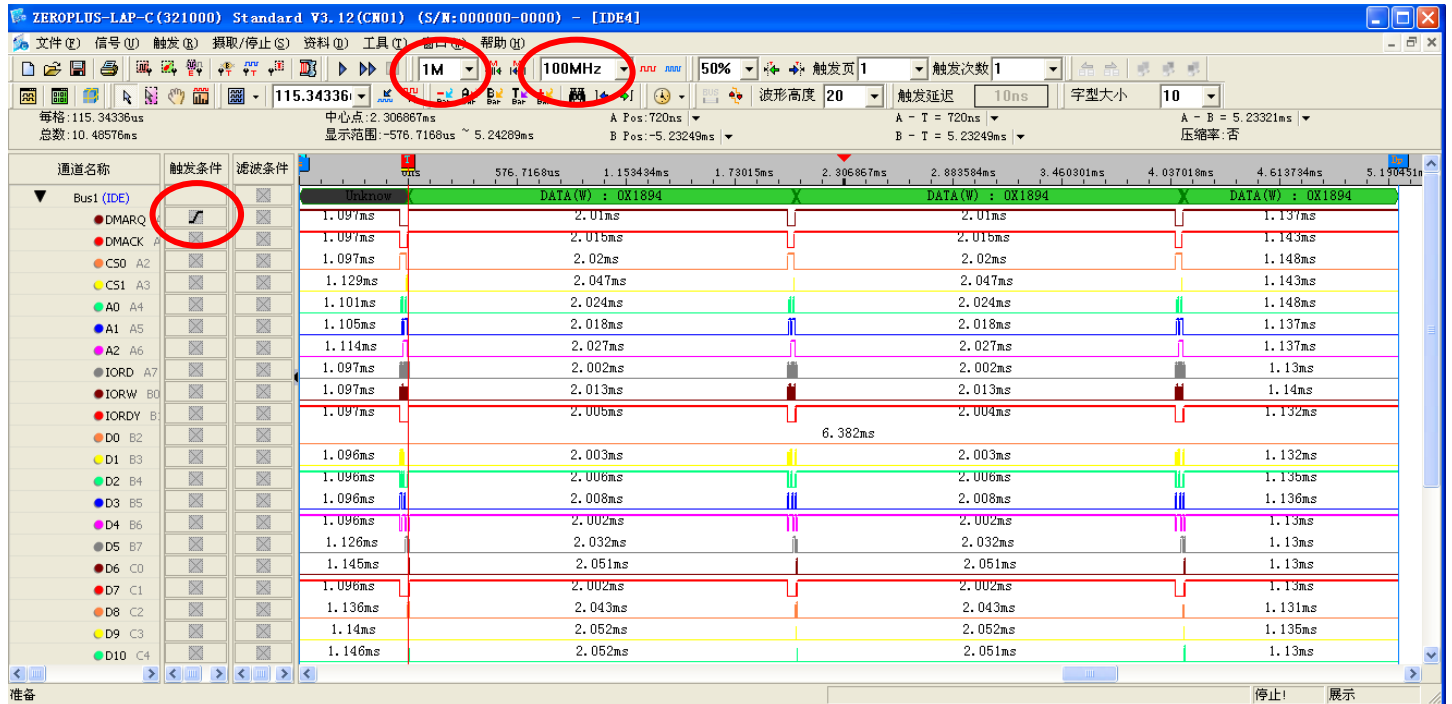 ZEROPLUS-LAP-C(321000) Standard V3.12(CN01) (S/N:000000-0000) - [IDE4]
文件(F) 信号(U) 触发(R) 摄取/停止(S) 资料(D) 工具(T) 帮助(H)
1M 100MHz 50% 触发页 1 触发次数 1
115.34336 Bar Bar Bar Bar 波形高度 20 触发延迟 10ns 字型大小 10
每格:115.34336us 中心点:2.306867ms A Pos:720ns A - T = 720ns A - B = 5.23321ms
总数:10.48576ms 显示范围:-576.7168us ~ 5.24289ms B Pos:-5.23249ms B - T = 5.23249ms 压缩率:否
通道名称 触发条件 滤波条件 T 0ns 576.7168us 1.153434ms 1.73015ms 2.306867ms 2.883584ms 3.460301ms 4.037018ms 4.613734ms 5.190451m
Bus1 (IDE) Unknow DATA(W) : 0X1894 DATA(W) : 0X1894 DATA(W) : 0X1894
DMARQ 1.097ms 2.01ms 2.01ms 1.137ms
DMACK A 1.097ms 2.015ms 2.015ms 1.143ms
CS0 A2 1.097ms 2.02ms 2.02ms 1.148ms
CS1 A3 1.129ms 2.047ms 2.047ms 1.143ms
A0 A4 1.101ms 2.024ms 2.024ms 1.148ms
A1 A5 1.105ms 2.018ms 2.018ms 1.137ms
A2 A6 1.114ms 2.027ms 2.027ms 1.137ms
IORD A7 1.097ms 2.002ms 2.002ms 1.13ms
IORW B0 1.097ms 2.013ms 2.013ms 1.14ms
IORDY B1 1.097ms 2.005ms 2.004ms 1.132ms
D0 B2 6.382ms
D1 B3 1.096ms 2.003ms 2.003ms 1.132ms
D2 B4 1.096ms 2.006ms 2.006ms 1.135ms
D3 B5 1.096ms 2.008ms 2.008ms 1.136ms
D4 B6 1.096ms 2.002ms 2.002ms 1.13ms
D5 B7 1.126ms 2.032ms 2.032ms 1.13ms
D6 C0 1.145ms 2.051ms 2.051ms 1.13ms
D7 C1 1.096ms 2.002ms 2.002ms 1.13ms
D8 C2 1.136ms 2.043ms 2.043ms 1.131ms
D9 C3 1.14ms 2.052ms 2.052ms 1.135ms
D10 C4 1.146ms 2.052ms 2.051ms 1.13ms
准备 停止! 展示